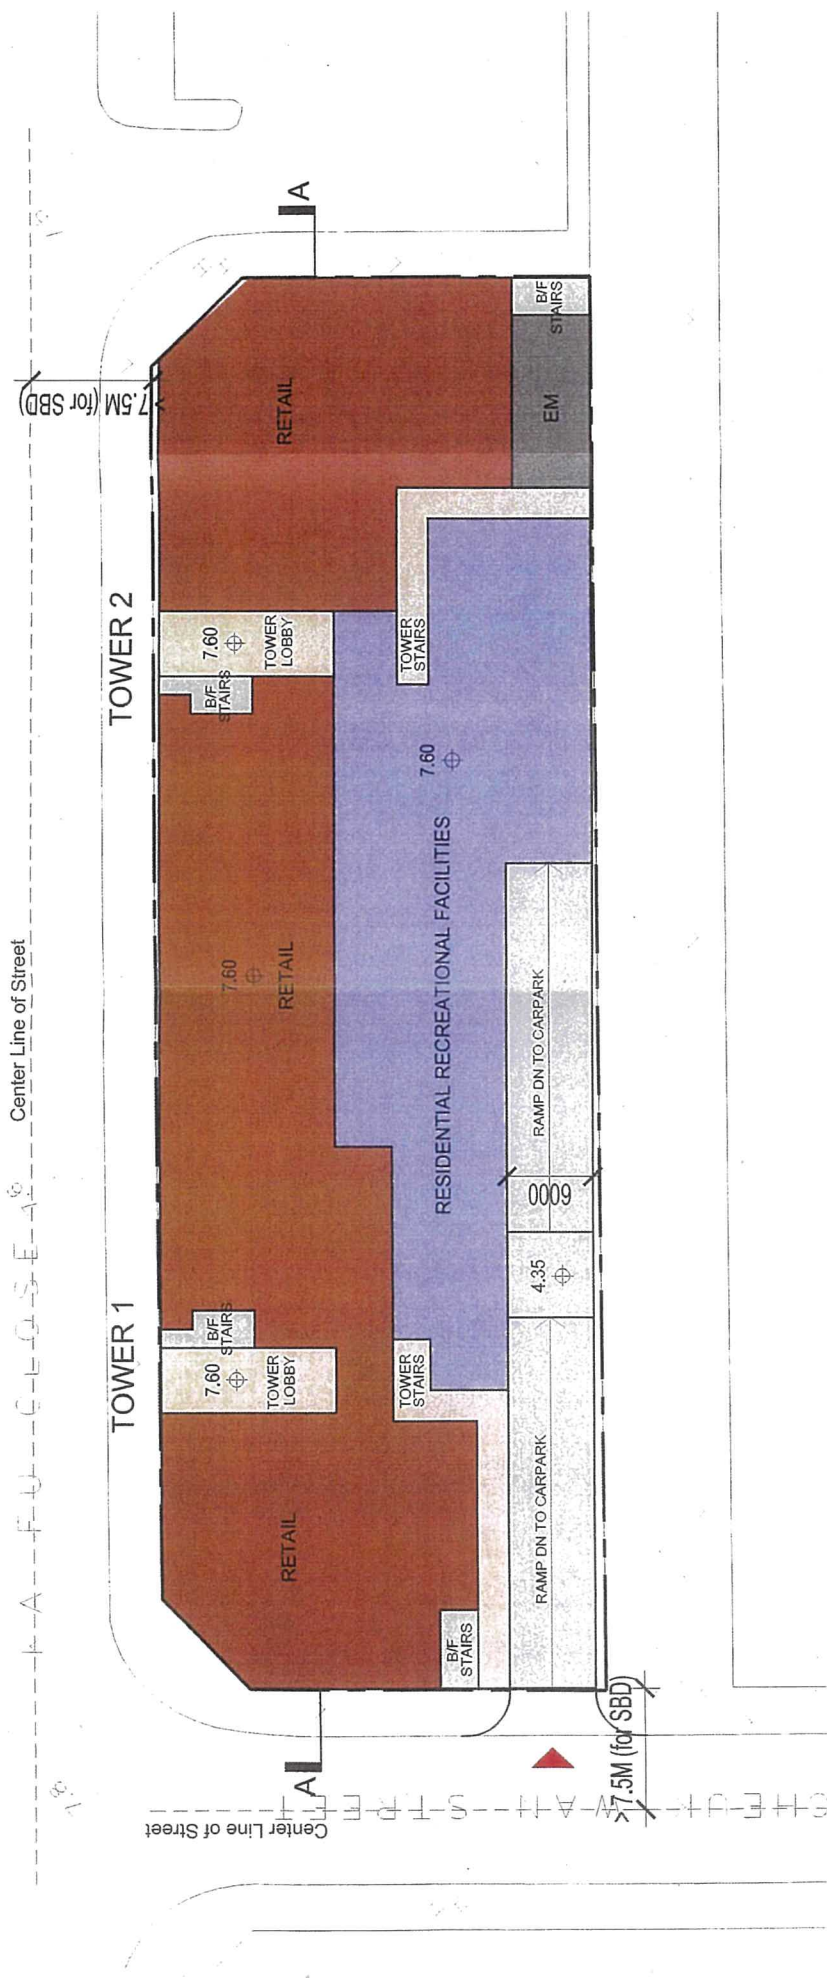 Center Line of Street
FU CLOSE
>7.5M (for SBD)
TOWER 1
TOWER 2
A
A
RETAIL
7.60
TOWER
LOBBY
B/F
STAIRS
7.60
RETAIL
B/F
STAIRS
7.60
TOWER
LOBBY
RETAIL
B/F
STAIRS
TOWER
STAIRS
RESIDENTIAL RECREATIONAL FACILITIES
7.60
TOWER
STAIRS
EM
B/F
STAIRS
RAMP DN TO CARPARK
4.35
6000
RAMP DN TO CARPARK
>7.5M (for SBD)
Center Line of Street
WAN STREET